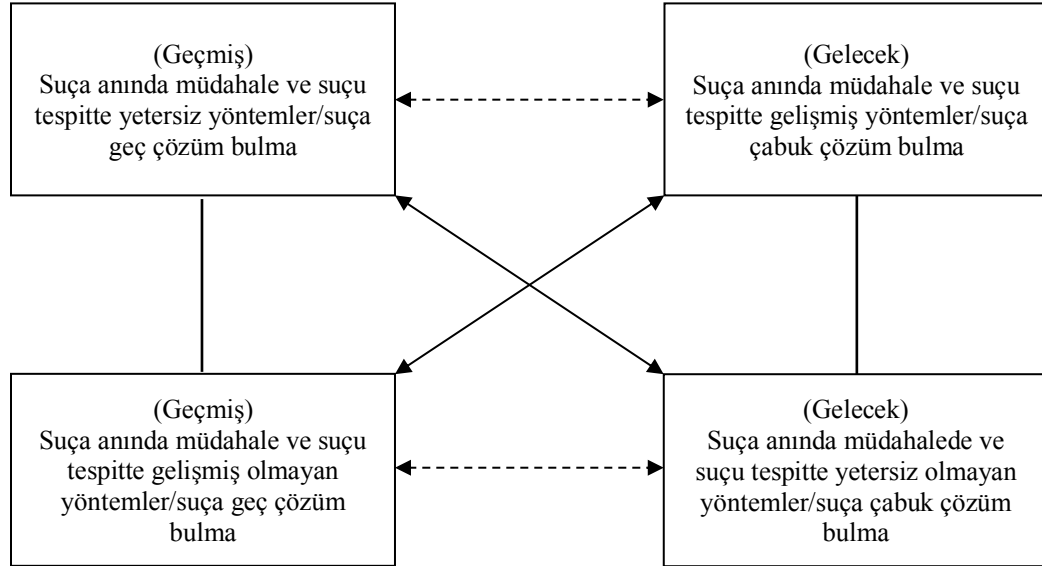 (Geçmiş)
Suça anında müdahale ve suçu
tespitte yetersiz yöntemler/suça
geç çözüm bulma
(Gelecek)
Suça anında müdahale ve suçu
tespitte gelişmiş yöntemler/suça
çabuk çözüm bulma
(Geçmiş)
Suça anında müdahale ve suçu
tespitte gelişmiş olmayan
yöntemler/suça geç çözüm
bulma
(Gelecek)
Suça anında müdahalede ve
suçu tespitte yetersiz olmayan
yöntemler/suça çabuk çözüm
bulma